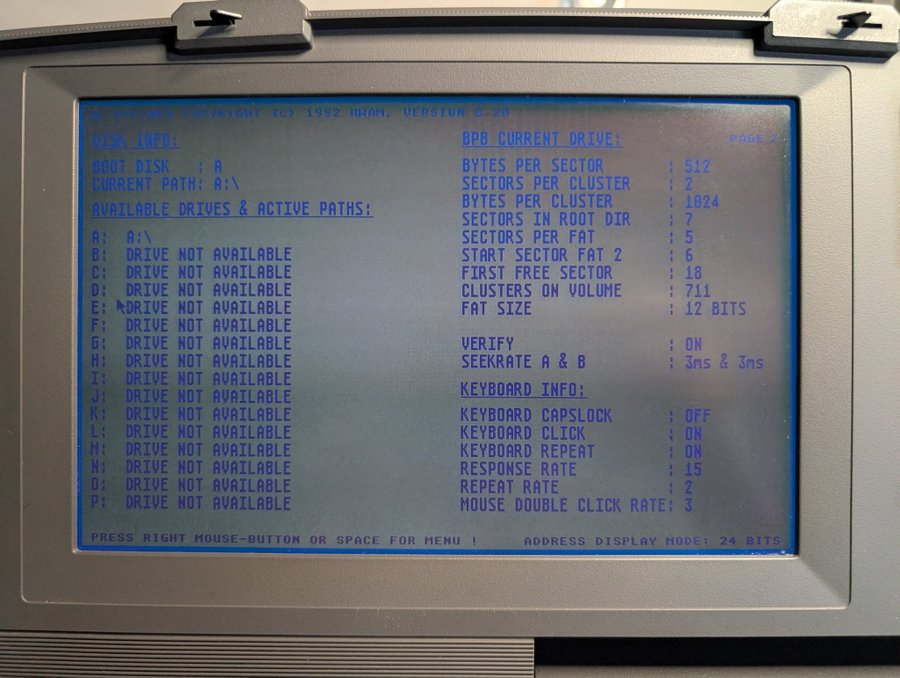 COPYRIGHT (C) 1992 HWAM, VERSION 6.20
DISK INFO:
BOOT DISK : A
CURRENT PATH: A:\
AVAILABLE DRIVES & ACTIVE PATHS:
A: A:\
B: DRIVE NOT AVAILABLE
C: DRIVE NOT AVAILABLE
D: DRIVE NOT AVAILABLE
E: DRIVE NOT AVAILABLE
F: DRIVE NOT AVAILABLE
G: DRIVE NOT AVAILABLE
H: DRIVE NOT AVAILABLE
I: DRIVE NOT AVAILABLE
J: DRIVE NOT AVAILABLE
K: DRIVE NOT AVAILABLE
L: DRIVE NOT AVAILABLE
M: DRIVE NOT AVAILABLE
N: DRIVE NOT AVAILABLE
O: DRIVE NOT AVAILABLE
P: DRIVE NOT AVAILABLE
BPB CURRENT DRIVE:
PAGE 2
BYTES PER SECTOR : 512
SECTORS PER CLUSTER : 2
BYTES PER CLUSTER : 1024
SECTORS IN ROOT DIR : 7
SECTORS PER FAT : 5
START SECTOR FAT 2 : 6
FIRST FREE SECTOR : 18
CLUSTERS ON VOLUME : 711
FAT SIZE : 12 BITS
VERIFY : ON
SEEKRATE A & B : 3ms & 3ms
KEYBOARD INFO:
KEYBOARD CAPSLOCK : OFF
KEYBOARD CLICK : ON
KEYBOARD REPEAT : ON
RESPONSE RATE : 15
REPEAT RATE : 2
MOUSE DOUBLE CLICK RATE: 3
PRESS RIGHT MOUSE-BUTTON OR SPACE FOR MENU !
ADDRESS DISPLAY MODE: 24 BITS